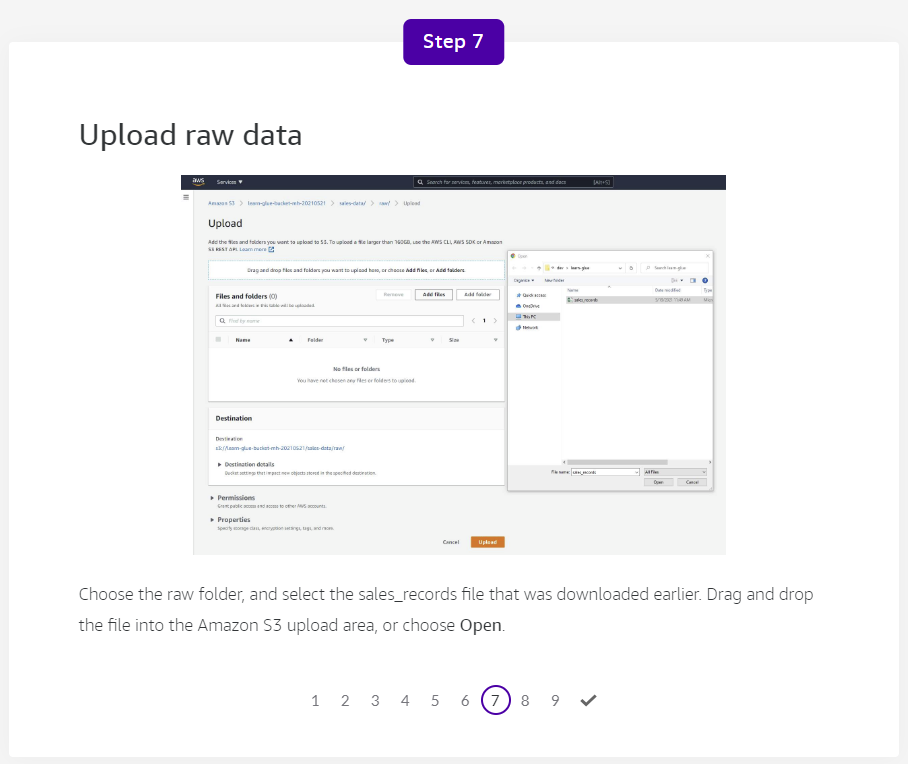 Step 7
Upload raw data
aws Services
Search for services, features, marketplace products, and docs [Alt+S]
Amazon S3 > learn-glue-bucket-mh-20210521 > sales-data/ > raw/ > Upload
Upload
Add the files and folders you want to upload to S3. To upload a file larger than 160GB, use the AWS CLI, AWS SDK or Amazon
S3 REST API. Learn more
Drag and drop files and folders you want to upload here, or choose Add files, or Add folders.
Files and folders (0)
Remove Add files Add folder
All files and folders in this table will be uploaded.
Find by name
1
Name Folder Type Size
No files or folders
You have not chosen any files or folders to upload.
Destination
Destination
s3://learn-glue-bucket-mh-20210521/sales-data/raw/
Destination details
Bucket settings that impact new objects stored in the specified destination.
Permissions
Grant public access and access to other AWS accounts.
Properties
Specify storage class, encryption settings, tags, and more.
Cancel Upload
Open
dev > learn-glue
Search learn-glue
Organize New folder
Name Date modified Type
Quick access
sales_records
OneDrive
This PC
Network
File name: sales_records All Files
Open Cancel
Choose the raw folder, and select the sales_records file that was downloaded earlier. Drag and drop
the file into the Amazon S3 upload area, or choose Open.
1 2 3 4 5 6 7 8 9